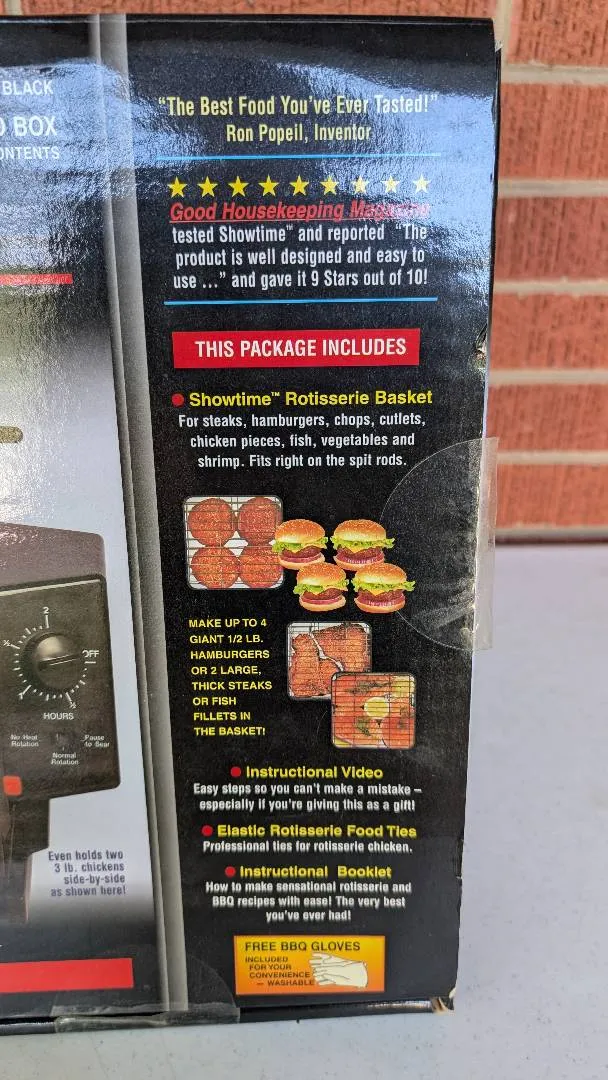 BLACK
BOX
ONTENTS
"The Best Food You've Ever Tasted!"
Ron Popeil, Inventor
Good Housekeeping Magazine
tested Showtime™ and reported "The
product is well designed and easy to
use ..." and gave it 9 Stars out of 10!
THIS PACKAGE INCLUDES
Showtime™ Rotisserie Basket
For steaks, hamburgers, chops, cutlets,
chicken pieces, fish, vegetables and
shrimp. Fits right on the spit rods.
MAKE UP TO 4
GIANT 1/2 LB.
HAMBURGERS
OR 2 LARGE,
THICK STEAKS
OR FISH
FILLETS IN
THE BASKET!
2
OFF
HOURS
No Heat
Rotation
Pause
to Sear
Normal
Rotation
Even holds two
3 lb. chickens
side-by-side
as shown here!
Instructional Video
Easy steps so you can't make a mistake –
especially if you're giving this as a gift!
Elastic Rotisserie Food Ties
Professional ties for rotisserie chicken.
Instructional Booklet
How to make sensational rotisserie and
BBQ recipes with ease! The very best
you've ever had!
FREE BBQ GLOVES
INCLUDED
FOR YOUR
CONVENIENCE
– WASHABLE